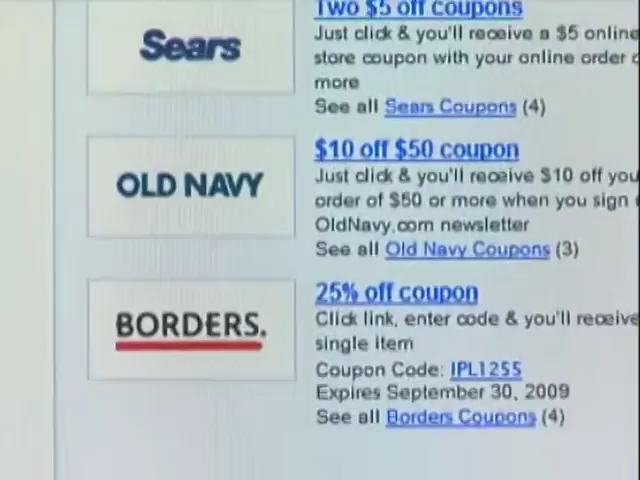 Two $5 off coupons
Sears
Just click & you'll receive a $5 online
store coupon with your online order
more
See all Sears Coupons (4)
$10 off $50 coupon
OLD NAVY
Just click & you'll receive $10 off you
order of $50 or more when you sign
OldNavy.com newsletter
See all Old Navy Coupons (3)
25% off coupon
BORDERS.
Click link, enter code & you'll receive
single item
Coupon Code: JPL1255
Expires September 30, 2009
See all Borders Coupons (4)